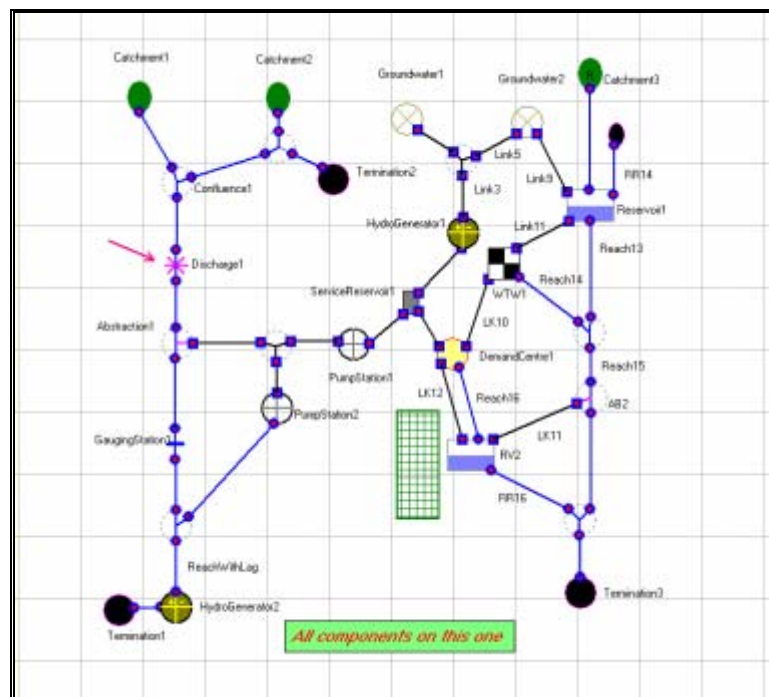 Catchment1
Catchment2
Groundwater1
Groundwater2
Catchment3
Link5
Termination2
Link3
Link9
RR14
Confluence1
Reservoir1
HydroGenerator1
Link11
Reach13
Discharge1
Reach14
ServiceReservoir1
WTW1
Abstraction1
LK10
DemandCentre1
Reach15
PumpStation1
LK12
Reach16
AB2
PumpStation2
LK11
GaugingStation1
RV2
RR16
ReachWithLag
Termination3
HydroGenerator2
Termination1
All components on this one